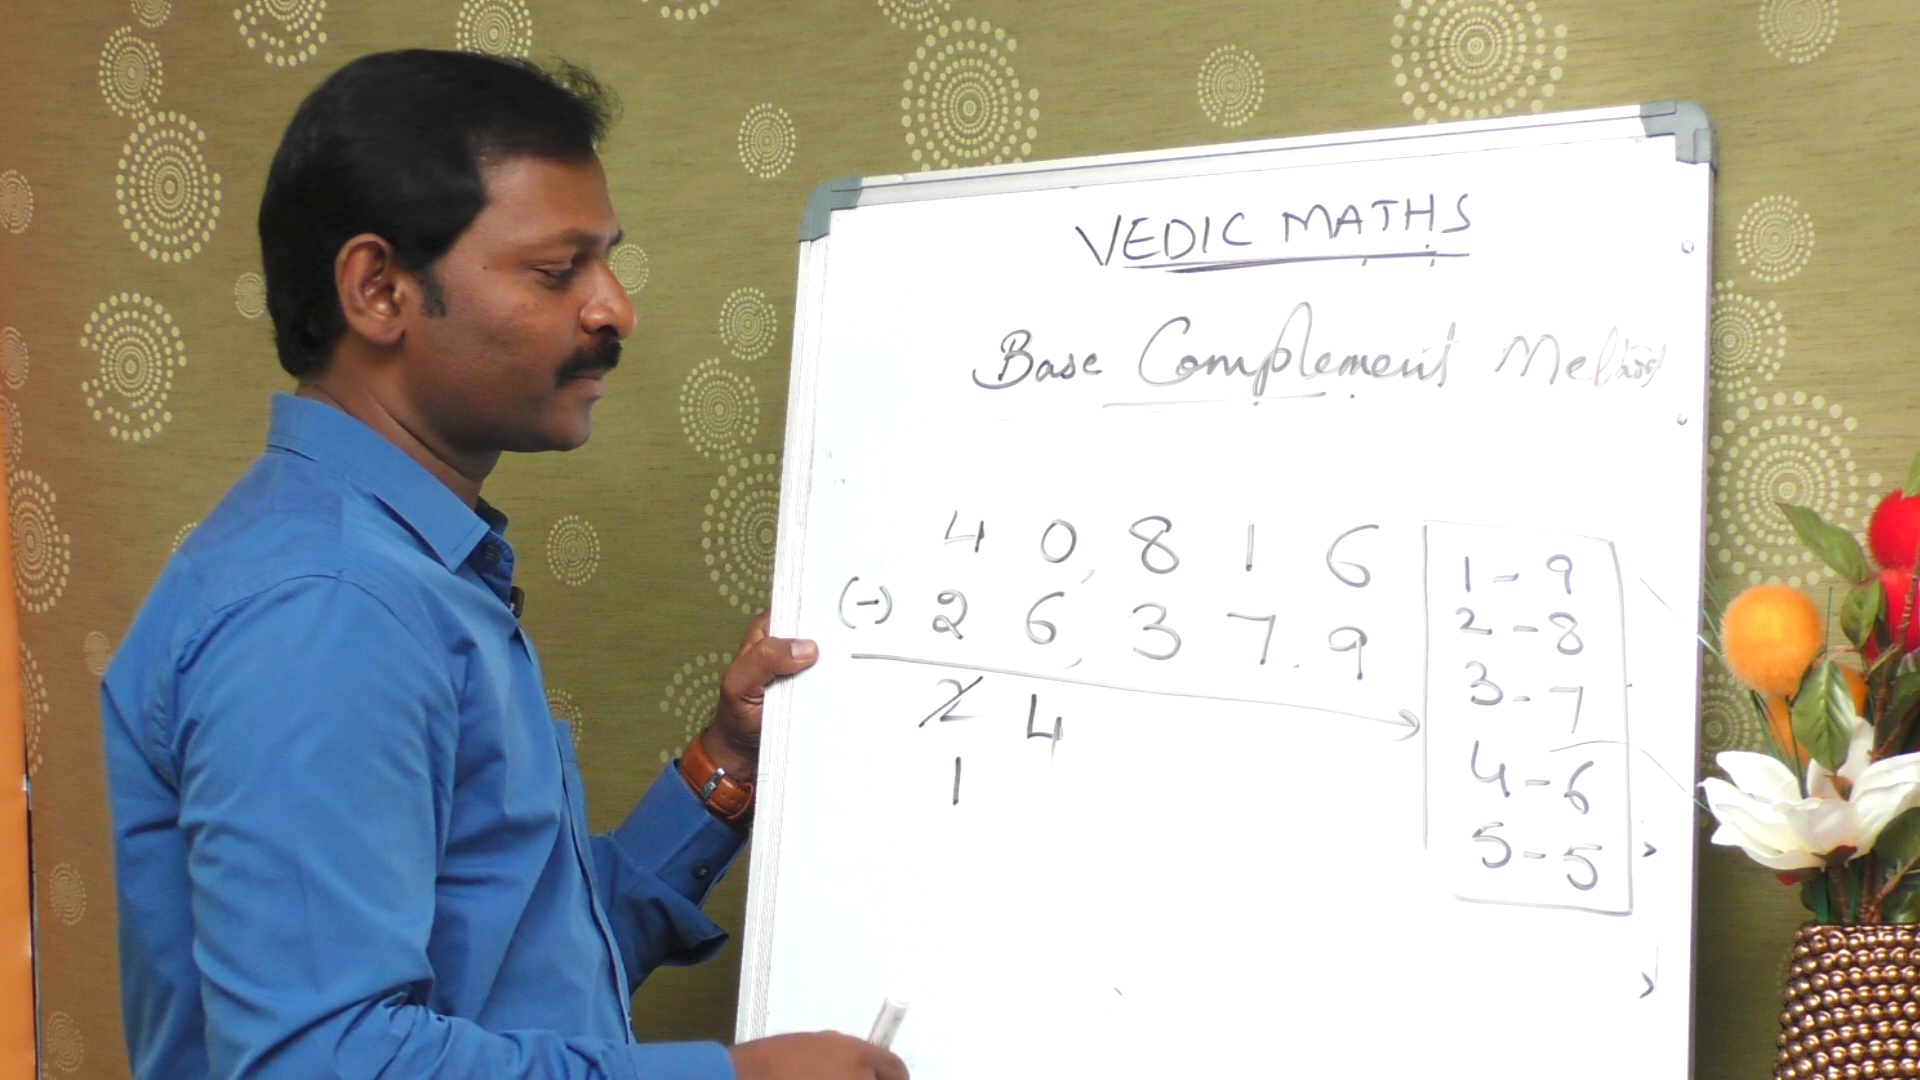 VEDIC MATHS
Base Complement Method
4 0, 8 1 6
(-) 2 6, 3 7 9
2 4
1
1 - 9
2 - 8
3 - 7
4 - 6
5 - 5